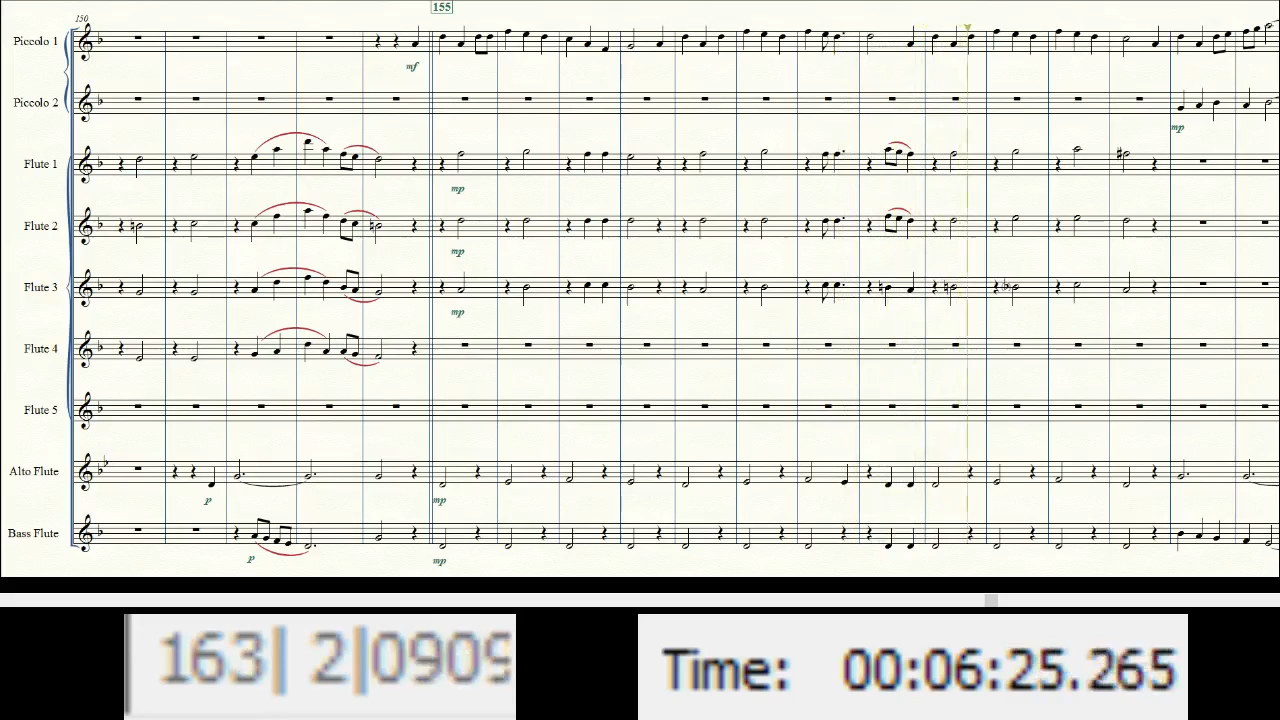 155
150
Piccolo 1
mf
Piccolo 2
mp
Flute 1
mp
Flute 2
mp
Flute 3
mp
Flute 4
Flute 5
Alto Flute
p
mp
Bass Flute
p
mp
163| 2|0909
Time: 00:06:25.265